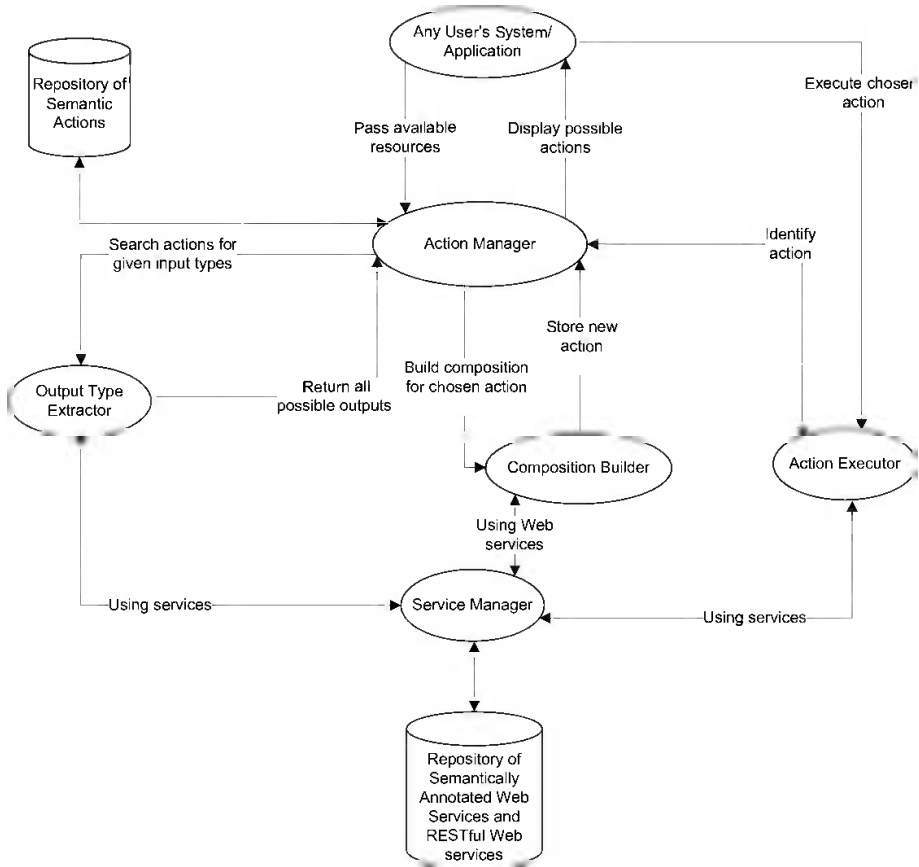 Any User's System/
Application
Repository of
Semantic
Actions
Execute chosen
action
Pass available
resources
Display possible
actions
Action Manager
Identify
action
Search actions for
given input types
Store new
action
Build composition
for chosen action
Return all
possible outputs
Output Type
Extractor
Composition Builder
Action Executor
Using Web
services
Using services
Service Manager
Using services
Repository of
Semantically
Annotated Web
Services and
RESTful Web
services